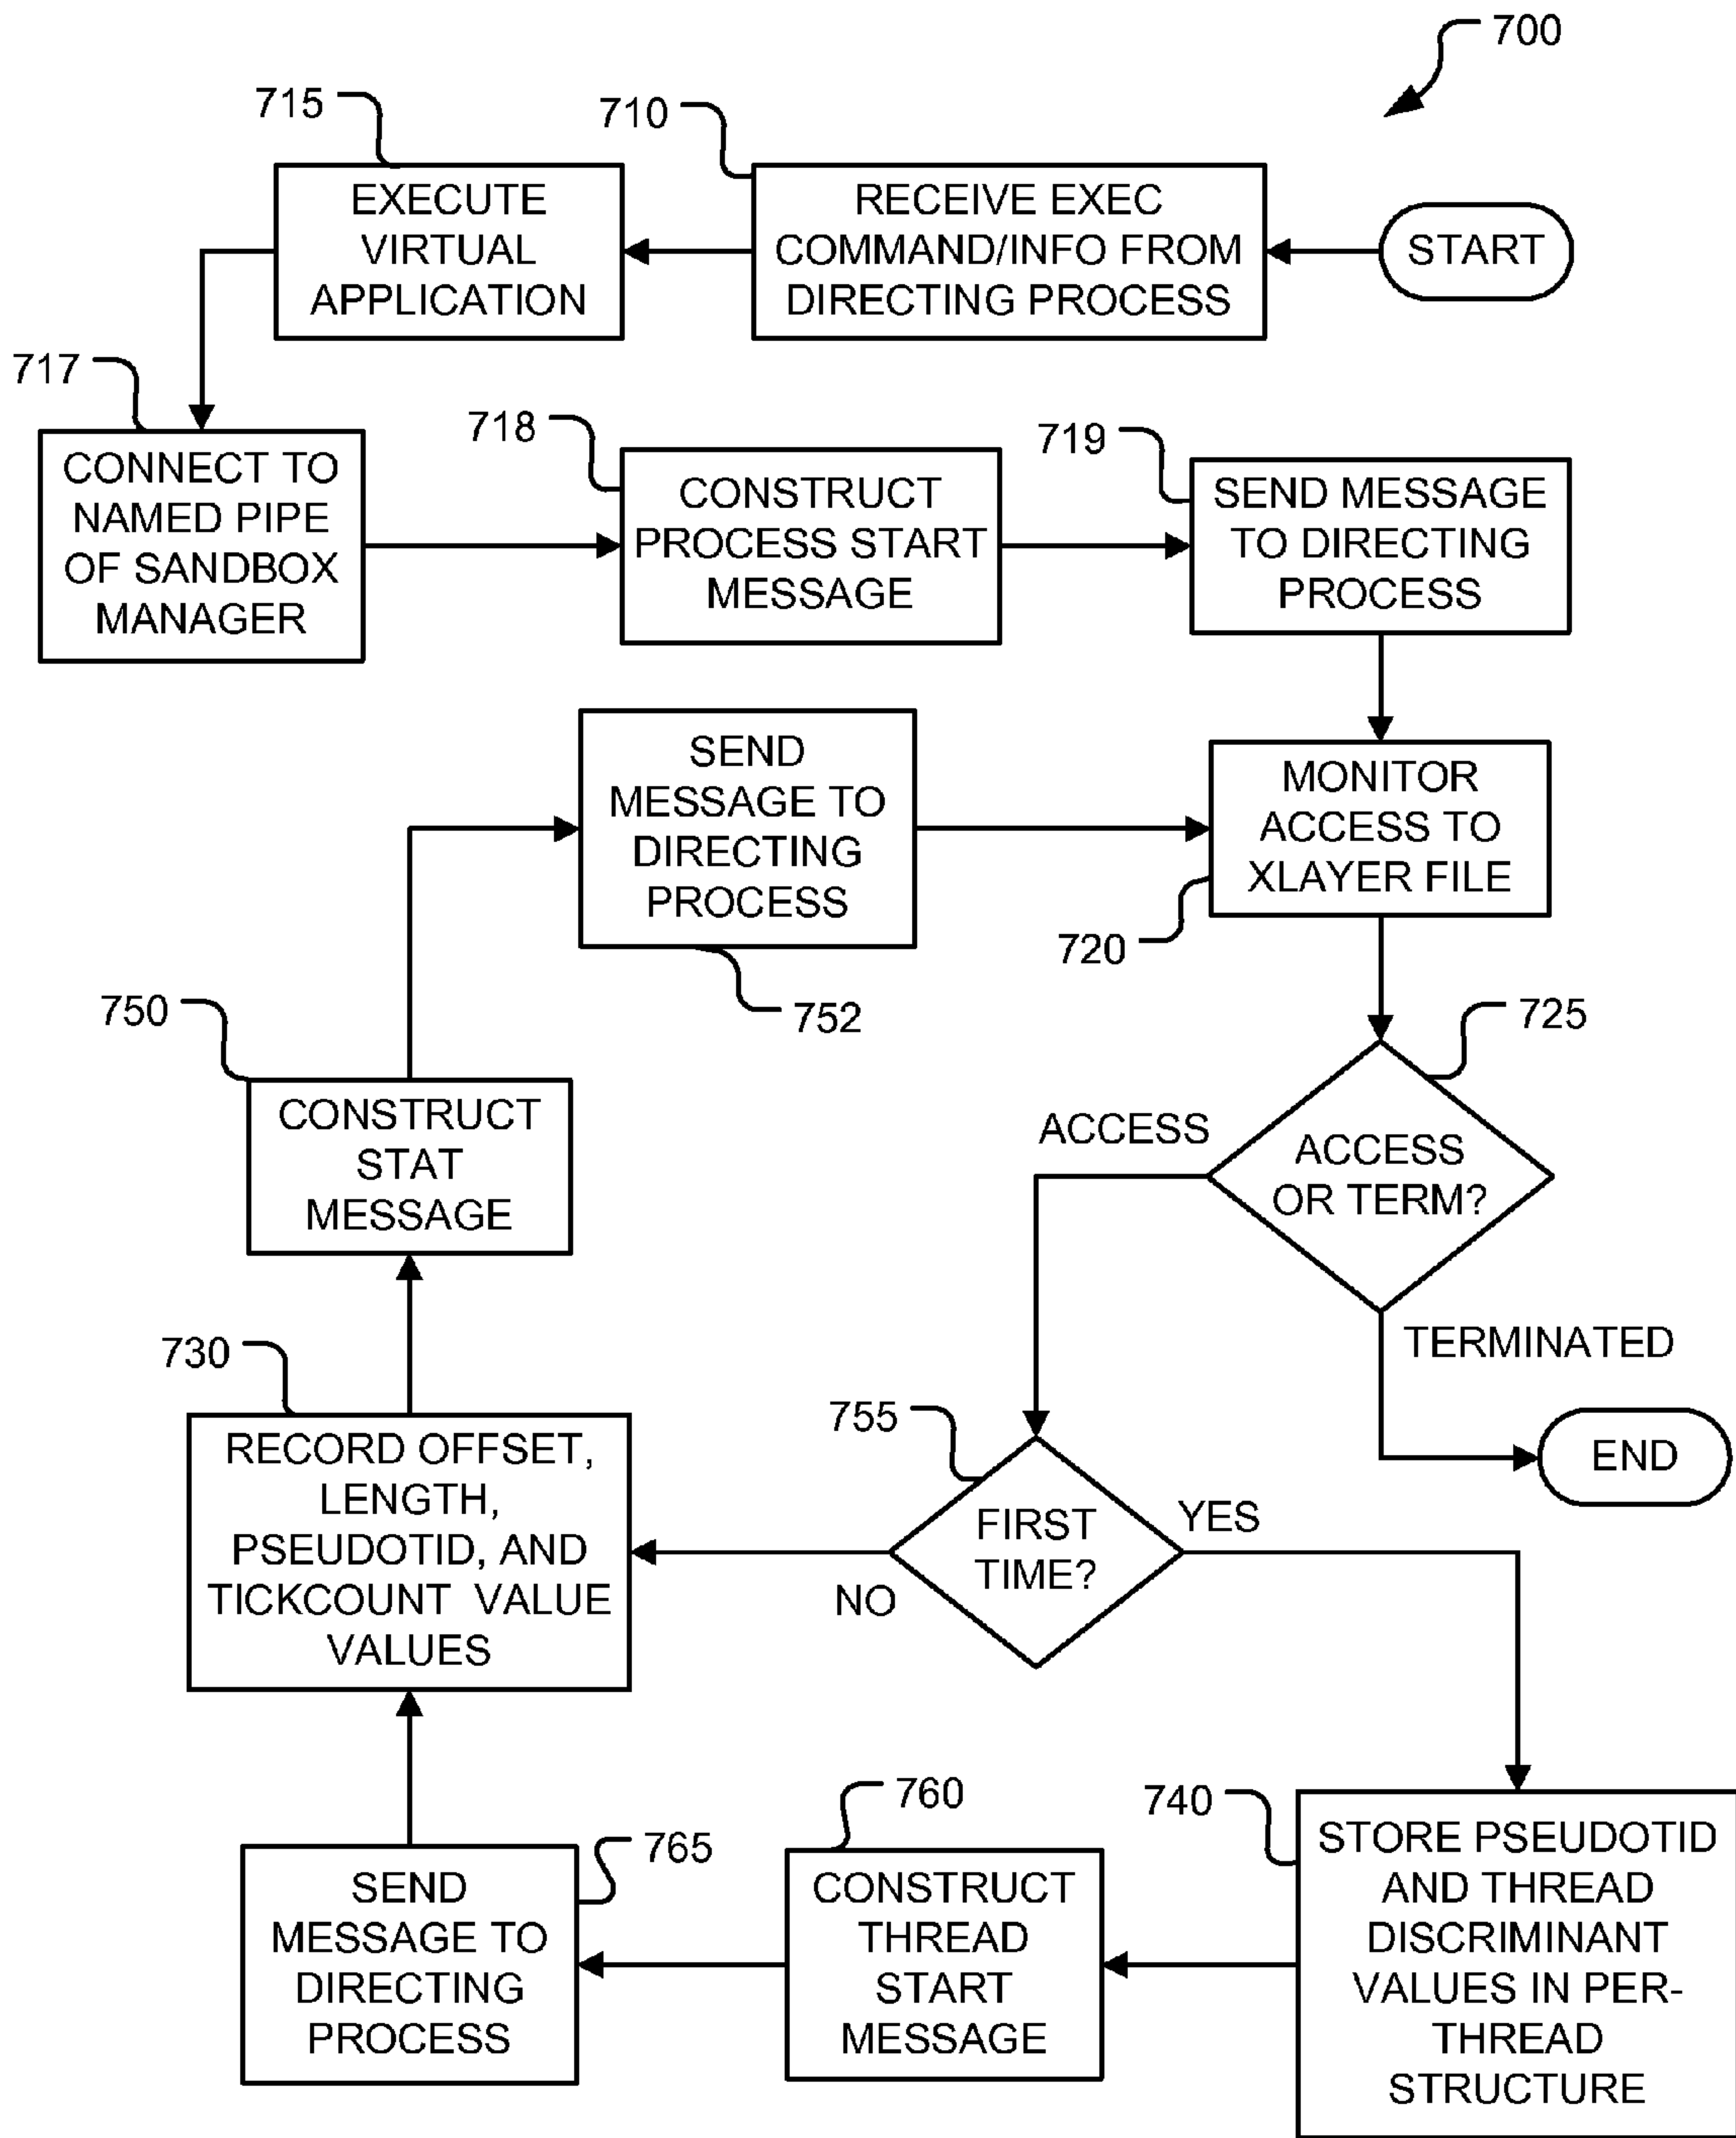 700
715
710
EXECUTE
VIRTUAL
APPLICATION
RECEIVE EXEC
COMMAND/INFO FROM
DIRECTING PROCESS
START
717
718
719
CONNECT TO
NAMED PIPE
OF SANDBOX
MANAGER
CONSTRUCT
PROCESS START
MESSAGE
SEND MESSAGE
TO DIRECTING
PROCESS
SEND
MESSAGE TO
DIRECTING
PROCESS
MONITOR
ACCESS TO
XLAYER FILE
720
750
752
725
CONSTRUCT
STAT
MESSAGE
ACCESS
ACCESS
OR TERM?
TERMINATED
730
755
END
RECORD OFFSET,
LENGTH,
PSEUDOTID, AND
TICKCOUNT VALUE
VALUES
FIRST
TIME?
YES
NO
760
740
765
SEND
MESSAGE TO
DIRECTING
PROCESS
CONSTRUCT
THREAD
START
MESSAGE
STORE PSEUDOTID
AND THREAD
DISCRIMINANT
VALUES IN PER-
THREAD
STRUCTURE